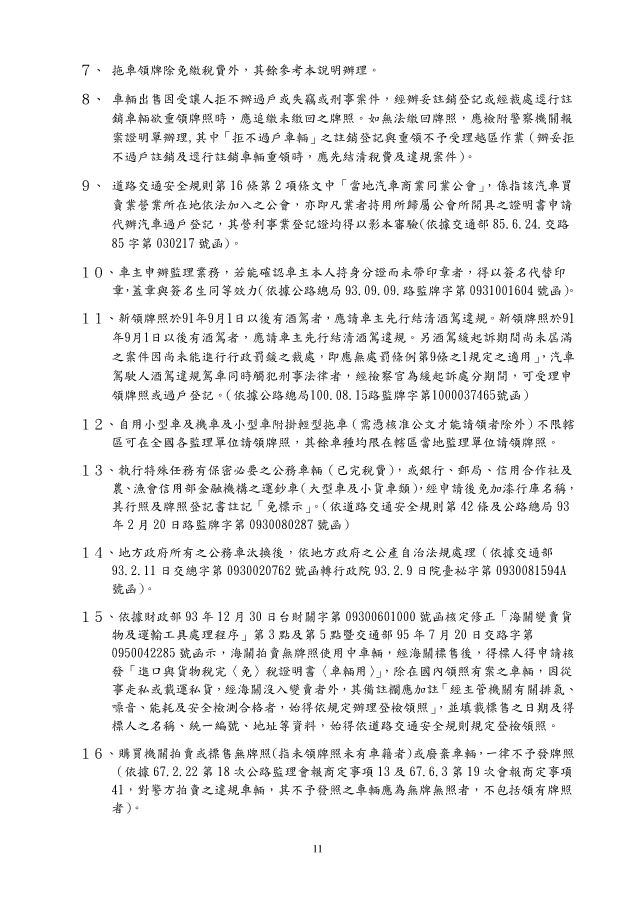 ７、 拖車領牌除免繳稅費外，其餘參考本說明辦理。
８、 車輛出售因受讓人拒不辦過戶或失竊或刑事案件，經辦妥註銷登記或經裁處逕行註
銷車輛欲重領牌照時，應追繳未繳回之牌照。如無法繳回牌照，應檢附警察機關報
案證明單辦理,其中「拒不過戶車輛」之註銷登記與重領不予受理越區作業（辦妥拒
不過戶註銷及逕行註銷車輛重領時，應先結清稅費及違規案件)。
９、 道路交通安全規則第 16 條第 2 項條文中「當地汽車商業同業公會」，係指該汽車買
賣業營業所在地依法加入之公會，亦即凡業者持用所歸屬公會所開具之證明書申請
代辦汽車過戶登記，其營利事業登記證均得以影本審驗(依據交通部 85.6.24.交路
85 字第 030217 號函)。
１０、車主申辦監理業務，若能確認車主本人持身分證而未帶印章者，得以簽名代替印
章，蓋章與簽名生同等效力(依據公路總局 93.09.09.路監牌字第 0931001604 號函)。
１１、新領牌照於91年9月1日以後有酒駕者，應請車主先行結清酒駕違規。新領牌照於91
年9月1日以後有酒駕者，應請車主先行結清酒駕違規。另酒駕緩起訴期間尚未屆滿
之案件因尚未能進行行政罰鍰之裁處，即應無處罰條例第9條之1規定之適用」，汽車
駕駛人酒駕違規駕車同時觸犯刑事法律者，經檢察官為緩起訴處分期間，可受理申
領牌照或過戶登記。(依據公路總局100.08.15路監牌字第1000037465號函)
１２、自用小型車及機車及小型車附掛輕型拖車（需憑核准公文才能請領者除外）不限轄
區可在全國各監理單位請領牌照，其餘車種均限在轄區當地監理單位請領牌照。
１３、執行特殊任務有保密必要之公務車輛（已完稅費），或銀行、郵局、信用合作社及
農、漁會信用部金融機構之運鈔車（大型車及小貨車類），經申請後免加漆行庫名稱，
其行照及牌照登記書註記「免標示」。（依道路交通安全規則第 42 條及公路總局 93
年 2 月 20 日路監牌字第 0930080287 號函）
１４、地方政府所有之公務車汰換後，依地方政府之公產自治法規處理（依據交通部
93.2.11 日交總字第 0930020762 號函轉行政院 93.2.9 日院臺祕字第 0930081594A
號函)。
１５、依據財政部 93 年 12 月 30 日台財關字第 09300601000 號函核定修正「海關變賣貨
物及運輸工具處理程序」第 3 點及第 5 點暨交通部 95 年 7 月 20 日交路字第
0950042285 號函示，海關拍賣無牌照使用中車輛，經海關標售後，得標人得申請核
發「進口與貨物稅完〈免〉稅證明書〈車輛用〉」，除在國內領照有案之車輛，因從
事走私或載運私貨，經海關沒入變賣者外，其備註欄應加註「經主管機關有關排氣、
噪音、能耗及安全檢測合格者，始得依規定辦理登檢領照」，並填載標售之日期及得
標人之名稱、統一編號、地址等資料，始得依道路交通安全規則規定登檢領照。
１６、購買機關拍賣或標售無牌照(指未領牌照未有車籍者)或廢棄車輛，一律不予發牌照
（依據 67.2.22 第 18 次公路監理會報商定事項 13 及 67.6.3 第 19 次會報商定事項
41，對警方拍賣之違規車輛，其不予發照之車輛應為無牌無照者，不包括領有牌照
者)。
11